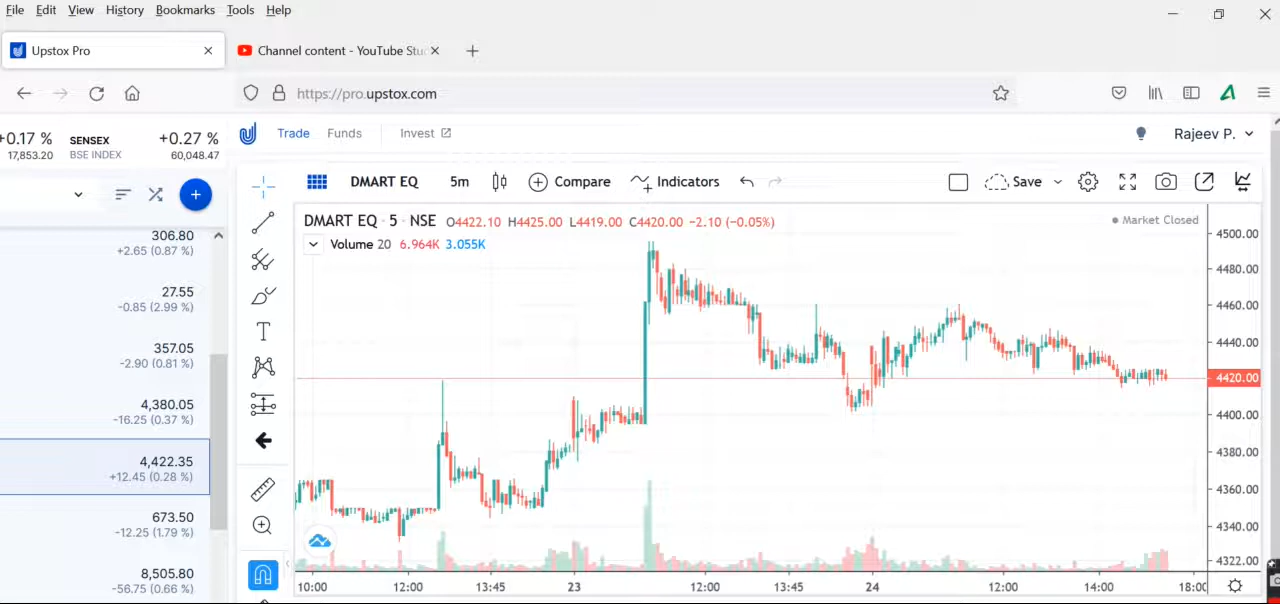 File Edit View History Bookmarks Tools Help
Upstox Pro
Channel content - YouTube Stu
https://pro.upstox.com
+0.17 %
17,853.20
SENSEX
BSE INDEX
+0.27 %
60,048.47
Trade Funds Invest
Rajeev P.
DMART EQ 5m Compare Indicators Save
DMART EQ · 5 · NSE O4422.10 H4425.00 L4419.00 C4420.00 −2.10 (−0.05%)
Market Closed
Volume 20 6.964K 3.055K
306.80
+2.65 (0.87 %)
27.55
-0.85 (2.99 %)
357.05
-2.90 (0.81 %)
4,380.05
-16.25 (0.37 %)
4,422.35
+12.45 (0.28 %)
673.50
-12.25 (1.79 %)
8,505.80
-56.75 (0.66 %)
4500.00
4480.00
4460.00
4440.00
4420.00
4400.00
4380.00
4360.00
4340.00
4322.00
10:00 12:00 13:45 23 12:00 13:45 24 12:00 14:00 18:00